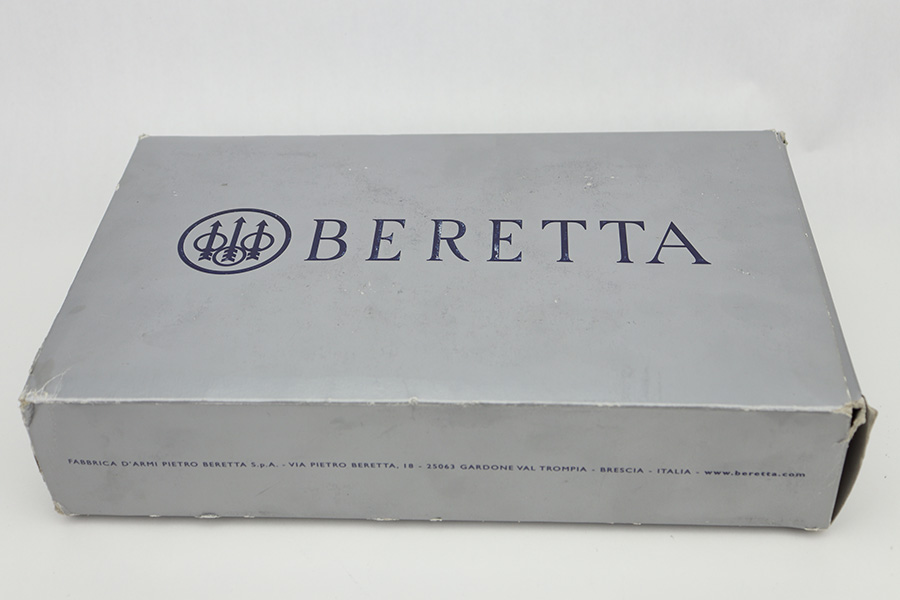 BERETTA
FABBRICA D'ARMI PIETRO BERETTA S.p.A. - VIA PIETRO BERETTA, 18 - 25063 GARDONE VAL TROMPIA - BRESCIA - ITALIA - www.beretta.com